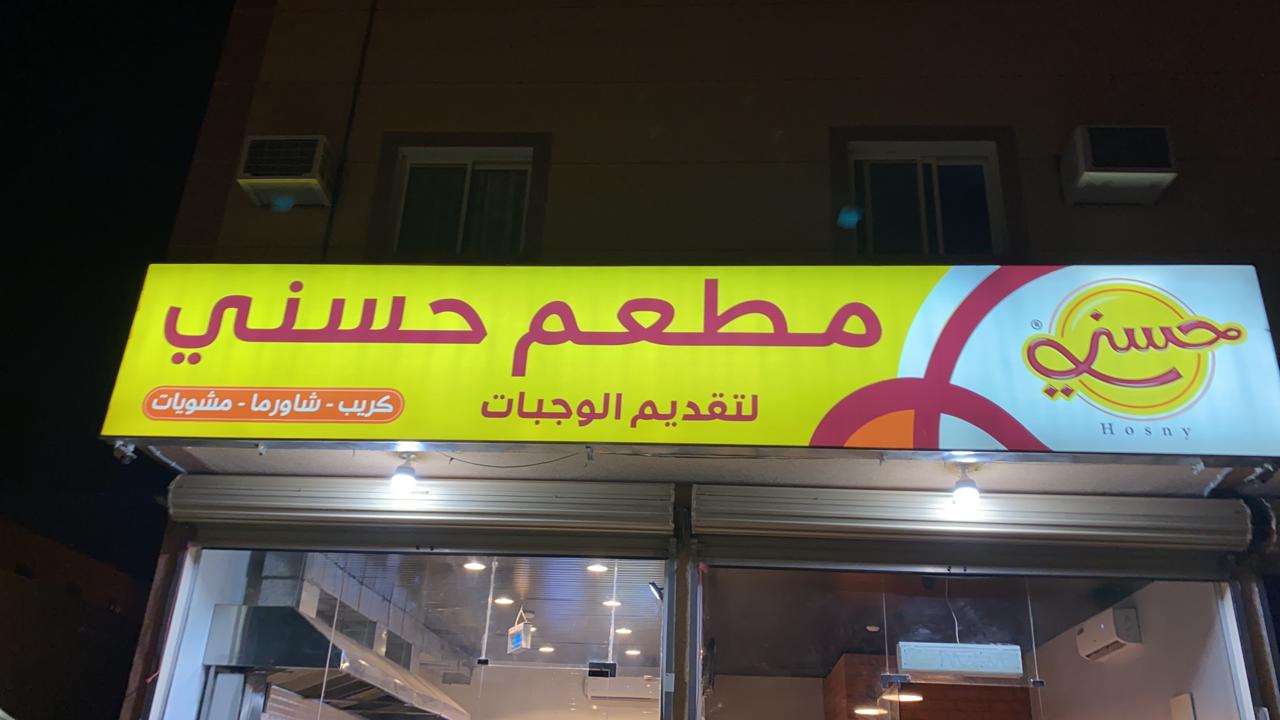 مطعم حسني
لتقديم الوجبات
كريب - شاورما - مشويات
حسني
®
Hosny